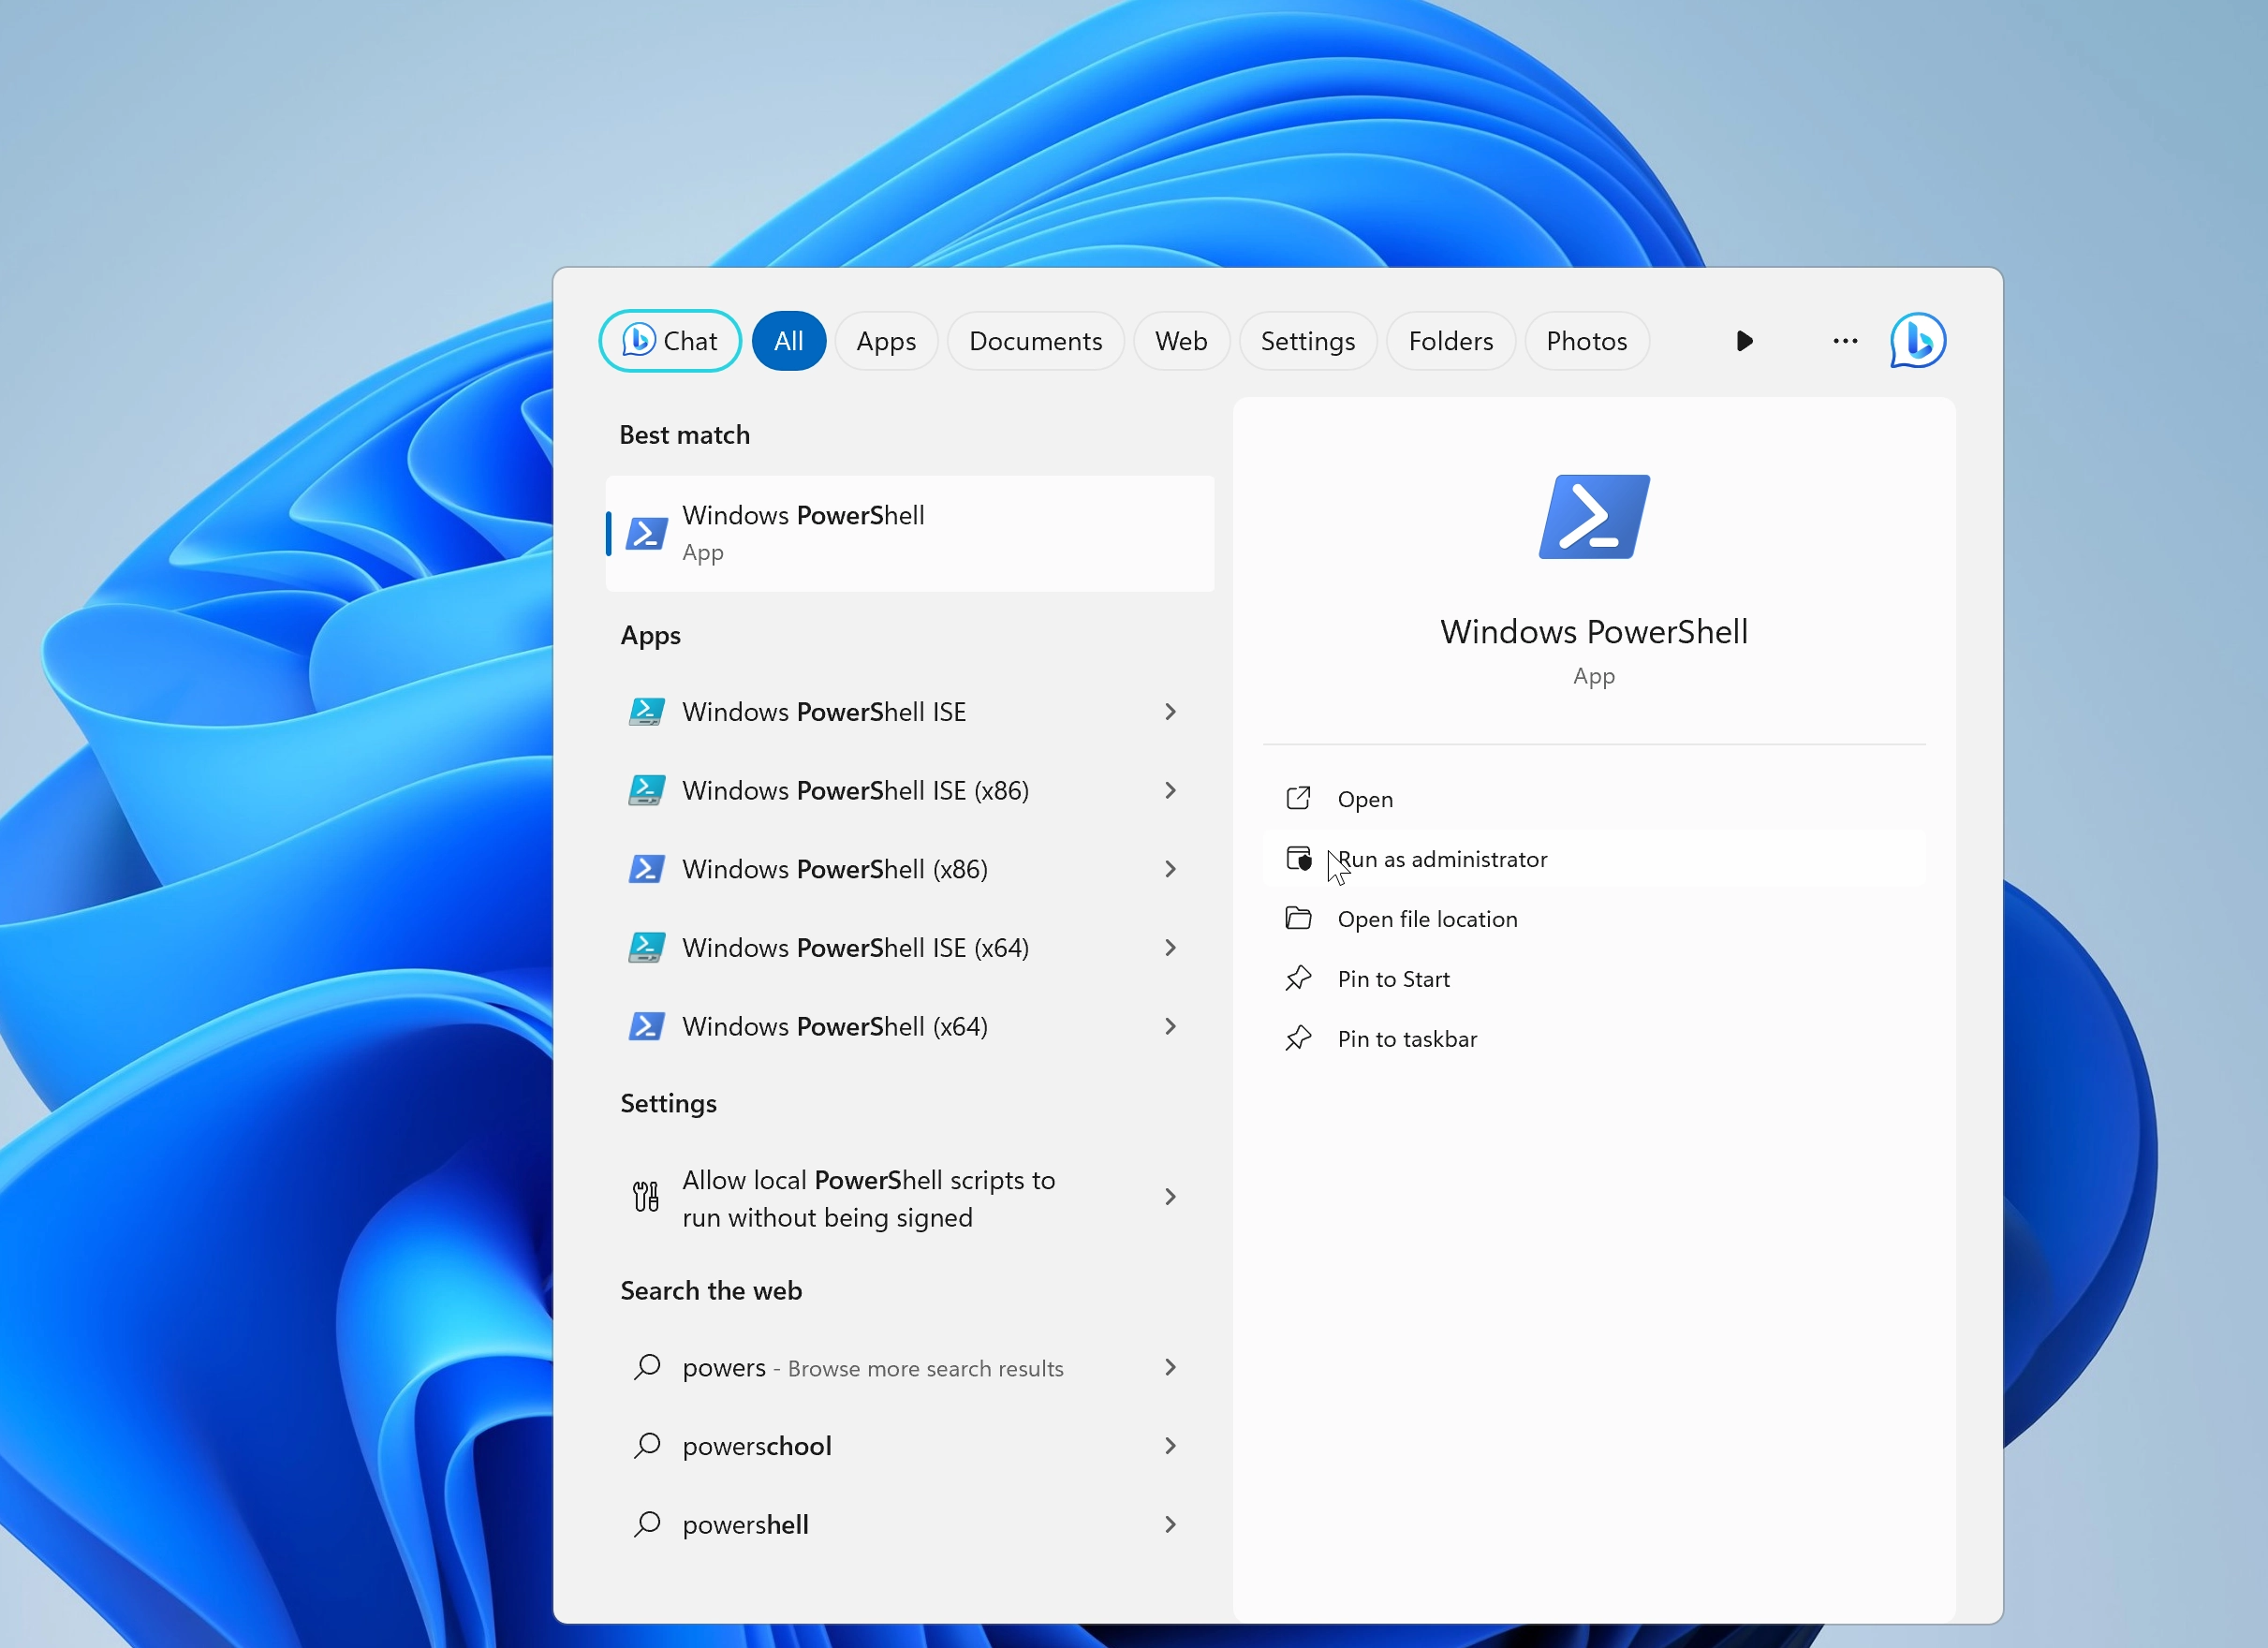 Chat All Apps Documents Web Settings Folders Photos
Best match
Windows PowerShell
App
Apps
Windows PowerShell ISE
Windows PowerShell ISE (x86)
Windows PowerShell (x86)
Windows PowerShell ISE (x64)
Windows PowerShell (x64)
Settings
Allow local PowerShell scripts to
run without being signed
Search the web
powers - Browse more search results
powerschool
powershell
Windows PowerShell
App
Open
Run as administrator
Open file location
Pin to Start
Pin to taskbar